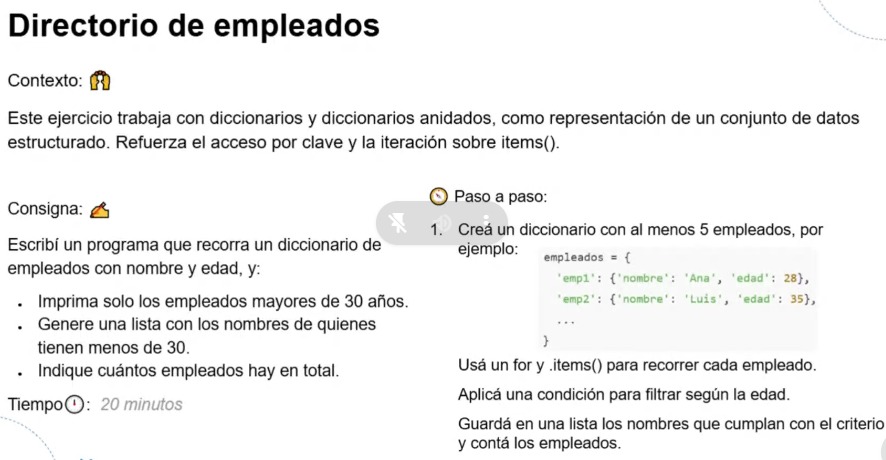 Directorio de empleados
Contexto:
Este ejercicio trabaja con diccionarios y diccionarios anidados, como representación de un conjunto de datos
estructurado. Refuerza el acceso por clave y la iteración sobre items().
Consigna:
Escribí un programa que recorra un diccionario de
empleados con nombre y edad, y:
• Imprima solo los empleados mayores de 30 años.
• Genere una lista con los nombres de quienes
tienen menos de 30.
• Indique cuántos empleados hay en total.
Tiempo: 20 minutos
Paso a paso:
1. Creá un diccionario con al menos 5 empleados, por
ejemplo:
empleados = {
'emp1': {'nombre': 'Ana', 'edad': 28},
'emp2': {'nombre': 'Luis', 'edad': 35},
...
}
Usá un for y .items() para recorrer cada empleado.
Aplicá una condición para filtrar según la edad.
Guardá en una lista los nombres que cumplan con el criterio
y contá los empleados.